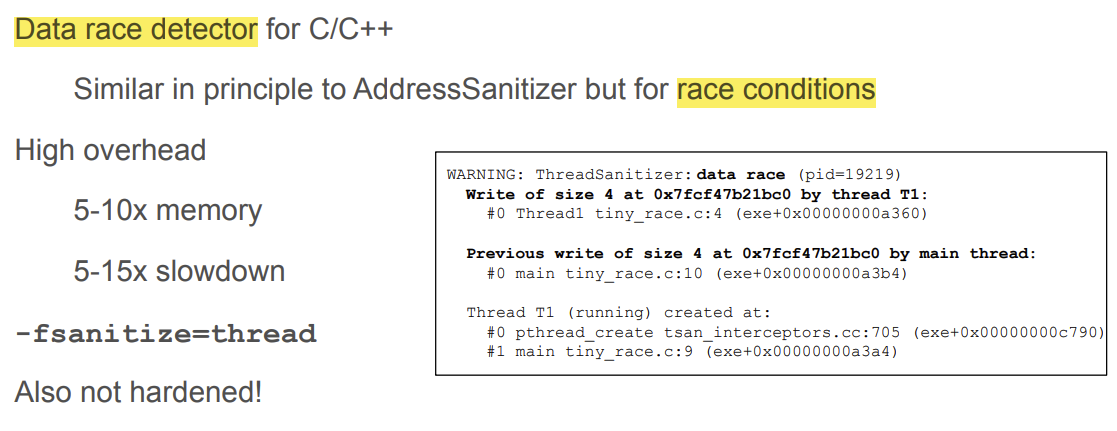 Data race detector for C/C++
Similar in principle to AddressSanitizer but for race conditions
High overhead
5-10x memory
5-15x slowdown
-fsanitize=thread
Also not hardened!
WARNING: ThreadSanitizer: data race (pid=19219)
Write of size 4 at 0x7fcf47b21bc0 by thread T1:
#0 Thread1 tiny_race.c:4 (exe+0x00000000a360)
Previous write of size 4 at 0x7fcf47b21bc0 by main thread:
#0 main tiny_race.c:10 (exe+0x00000000a3b4)
Thread T1 (running) created at:
#0 pthread_create tsan_interceptors.cc:705 (exe+0x00000000c790)
#1 main tiny_race.c:9 (exe+0x00000000a3a4)